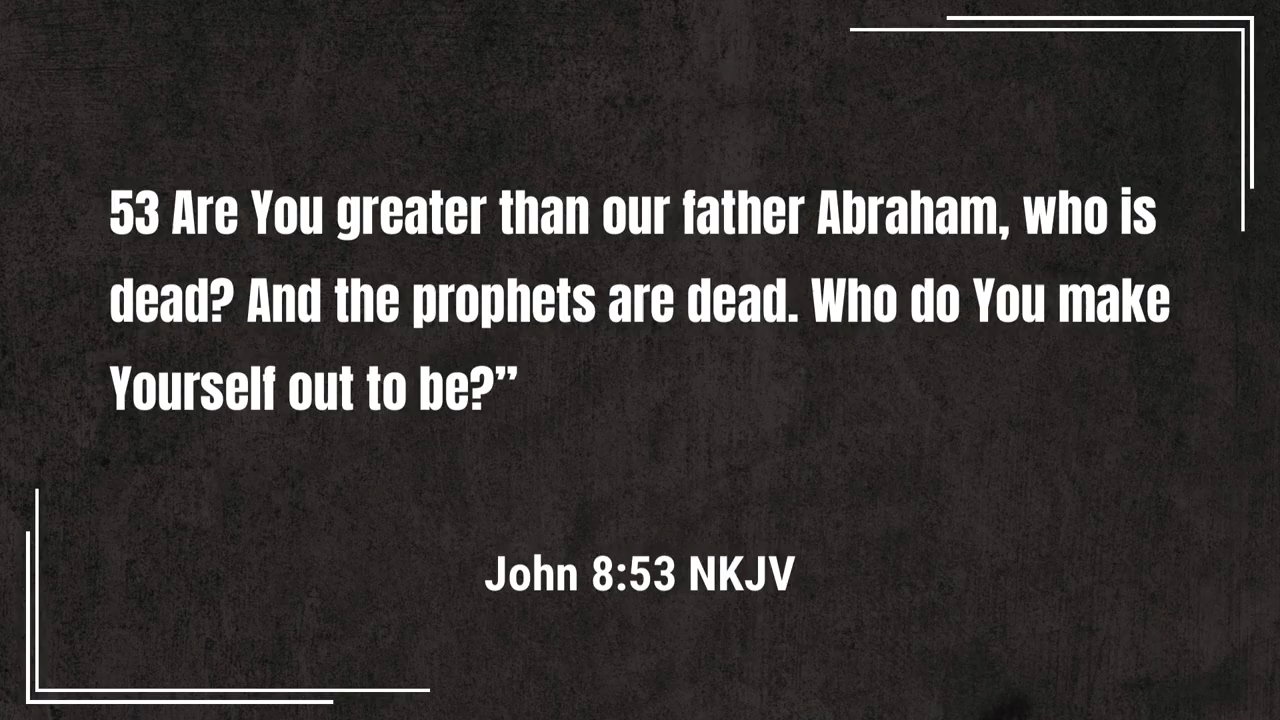 53 Are You greater than our father Abraham, who is
dead? And the prophets are dead. Who do You make
Yourself out to be?”
John 8:53 NKJV